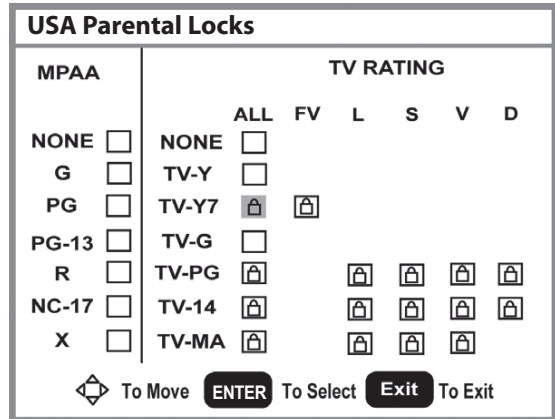 USA Parental Locks
MPAA
TV RATING
ALL FV L S V D
NONE NONE
G TV-Y
PG TV-Y7
PG-13 TV-G
R TV-PG
NC-17 TV-14
X TV-MA
To Move ENTER To Select Exit To Exit